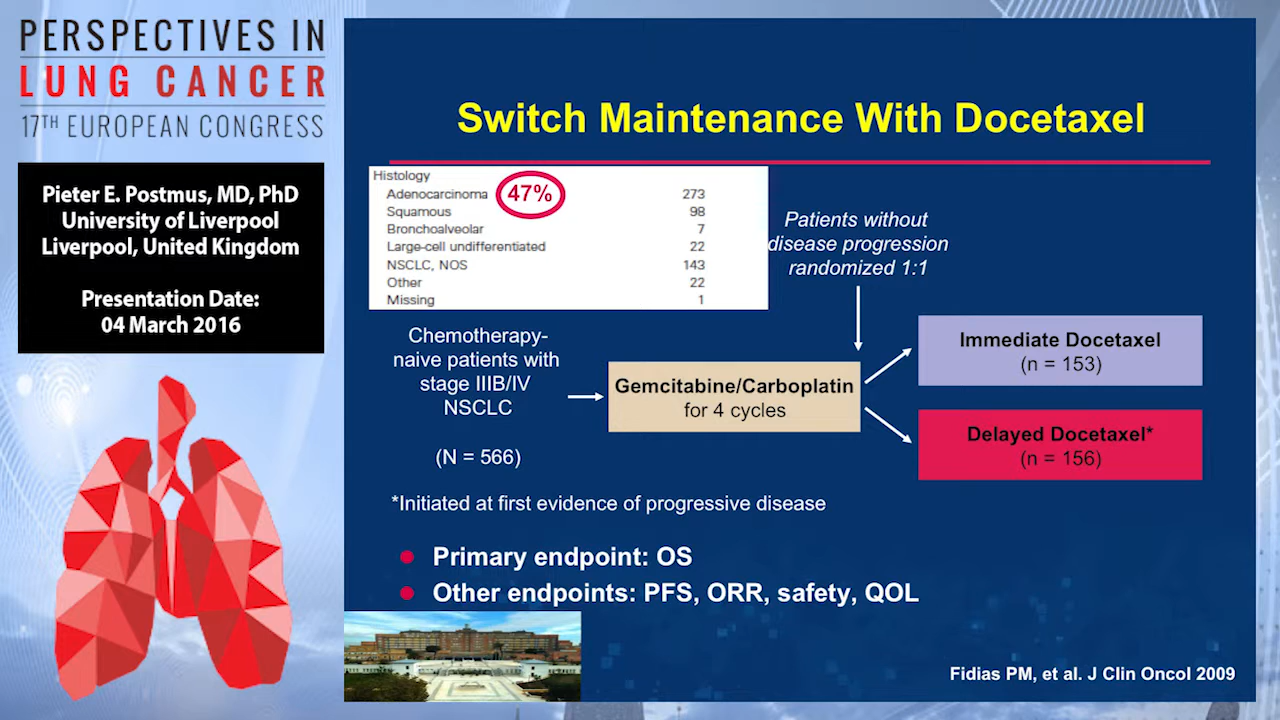 PERSPECTIVES IN
LUNG CANCER
17TH EUROPEAN CONGRESS
Pieter E. Postmus, MD, PhD
University of Liverpool
Liverpool, United Kingdom
Presentation Date:
04 March 2016
Switch Maintenance With Docetaxel
Histology
Adenocarcinoma 47% 273
Squamous 98
Bronchoalveolar 7
Large-cell undifferentiated 22
NSCLC, NOS 143
Other 22
Missing 1
Patients without
disease progression
randomized 1:1
Chemotherapy-
naive patients with
stage IIIB/IV
NSCLC
(N = 566)
Gemcitabine/Carboplatin
for 4 cycles
Immediate Docetaxel
(n = 153)
Delayed Docetaxel*
(n = 156)
*Initiated at first evidence of progressive disease
Primary endpoint: OS
Other endpoints: PFS, ORR, safety, QOL
Fidias PM, et al. J Clin Oncol 2009